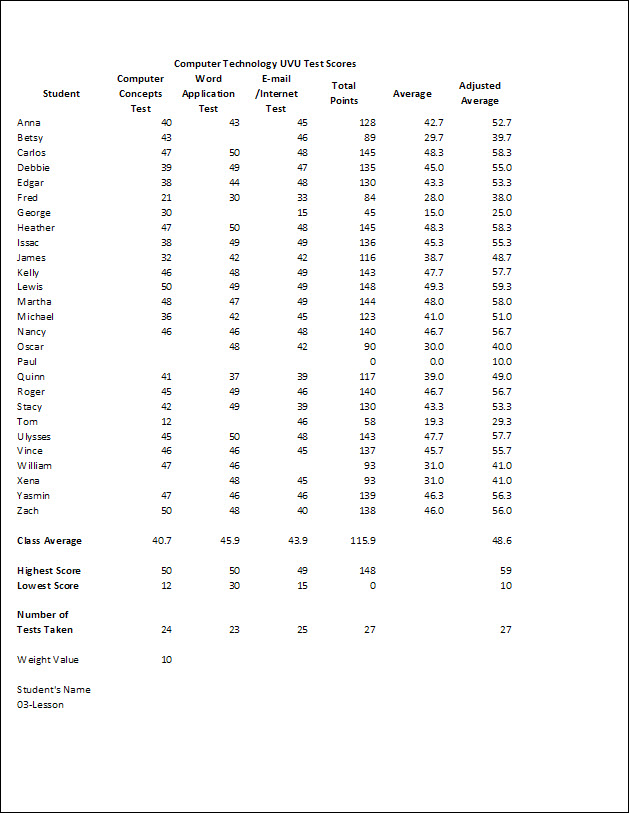 Computer Technology UVU Test Scores
Computer Word E-mail
Total Adjusted
Student Concepts Application /Internet Average
Points Average
Test Test Test
Anna 40 43 45 128 42.7 52.7
Betsy 43 46 89 29.7 39.7
Carlos 47 50 48 145 48.3 58.3
Debbie 39 49 47 135 45.0 55.0
Edgar 38 44 48 130 43.3 53.3
Fred 21 30 33 84 28.0 38.0
George 30 15 45 15.0 25.0
Heather 47 50 48 145 48.3 58.3
Issac 38 49 49 136 45.3 55.3
James 32 42 42 116 38.7 48.7
Kelly 46 48 49 143 47.7 57.7
Lewis 50 49 49 148 49.3 59.3
Martha 48 47 49 144 48.0 58.0
Michael 36 42 45 123 41.0 51.0
Nancy 46 46 48 140 46.7 56.7
Oscar 48 42 90 30.0 40.0
Paul 0 0.0 10.0
Quinn 41 37 39 117 39.0 49.0
Roger 45 49 46 140 46.7 56.7
Stacy 42 49 39 130 43.3 53.3
Tom 12 46 58 19.3 29.3
Ulysses 45 50 48 143 47.7 57.7
Vince 46 46 45 137 45.7 55.7
William 47 46 93 31.0 41.0
Xena 48 45 93 31.0 41.0
Yasmin 47 46 46 139 46.3 56.3
Zach 50 48 40 138 46.0 56.0
Class Average 40.7 45.9 43.9 115.9 48.6
Highest Score 50 50 49 148 59
Lowest Score 12 30 15 0 10
Number of
Tests Taken 24 23 25 27 27
Weight Value 10
Student's Name
03-Lesson